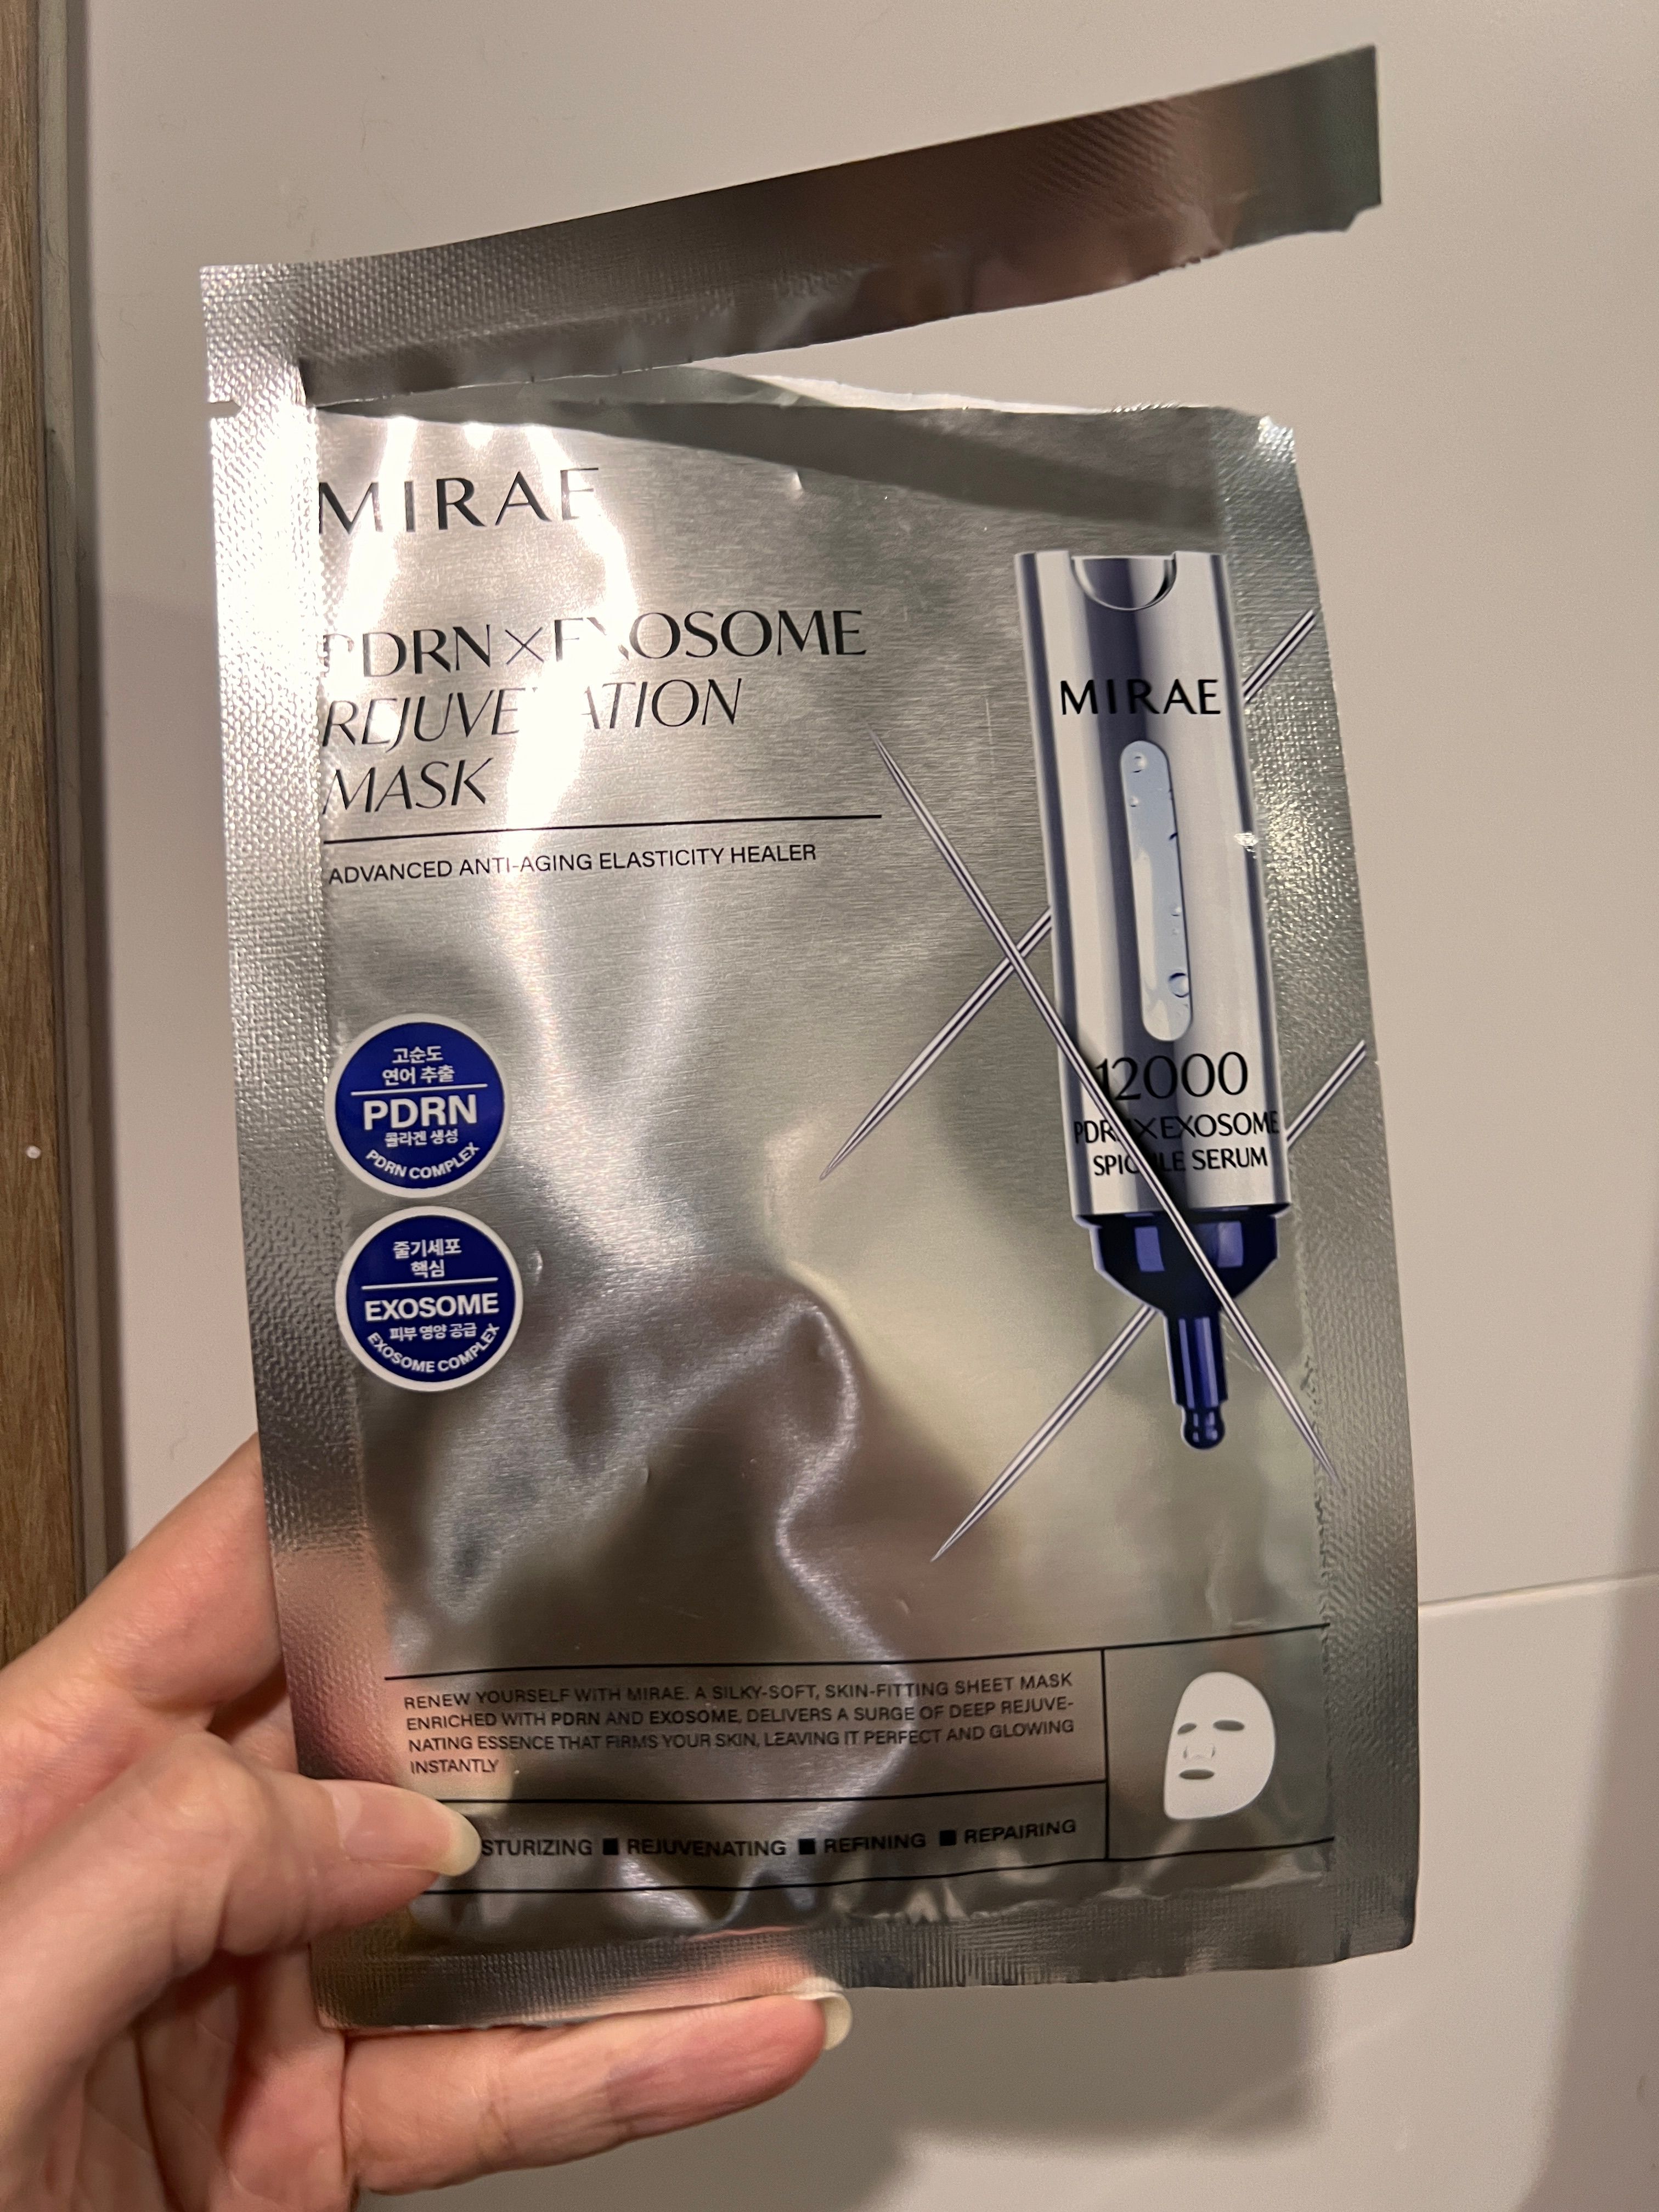 MIRAE
PDRN×EXOSOME
REJUVENATION
MASK
ADVANCED ANTI-AGING ELASTICITY HEALER
고순도
연어 추출
PDRN
콜라겐 생성
PDRN COMPLEX
줄기세포
핵심
EXOSOME
피부 영양 공급
EXOSOME COMPLEX
MIRAE
12000
PDRN×EXOSOME
SPICULE SERUM
RENEW YOURSELF WITH MIRAE. A SILKY-SOFT, SKIN-FITTING SHEET MASK
ENRICHED WITH PDRN AND EXOSOME, DELIVERS A SURGE OF DEEP REJUVE-
NATING ESSENCE THAT FIRMS YOUR SKIN, LEAVING IT PERFECT AND GLOWING
INSTANTLY
STURIZING ■ REJUVENATING ■ REFINING ■ REPAIRING